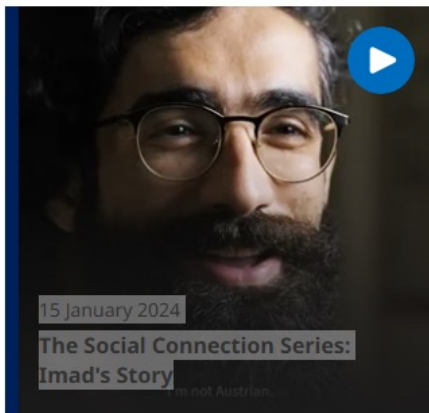 15 January 2024
The Social Connection Series:
Imad's Story
I'm not Austrian.